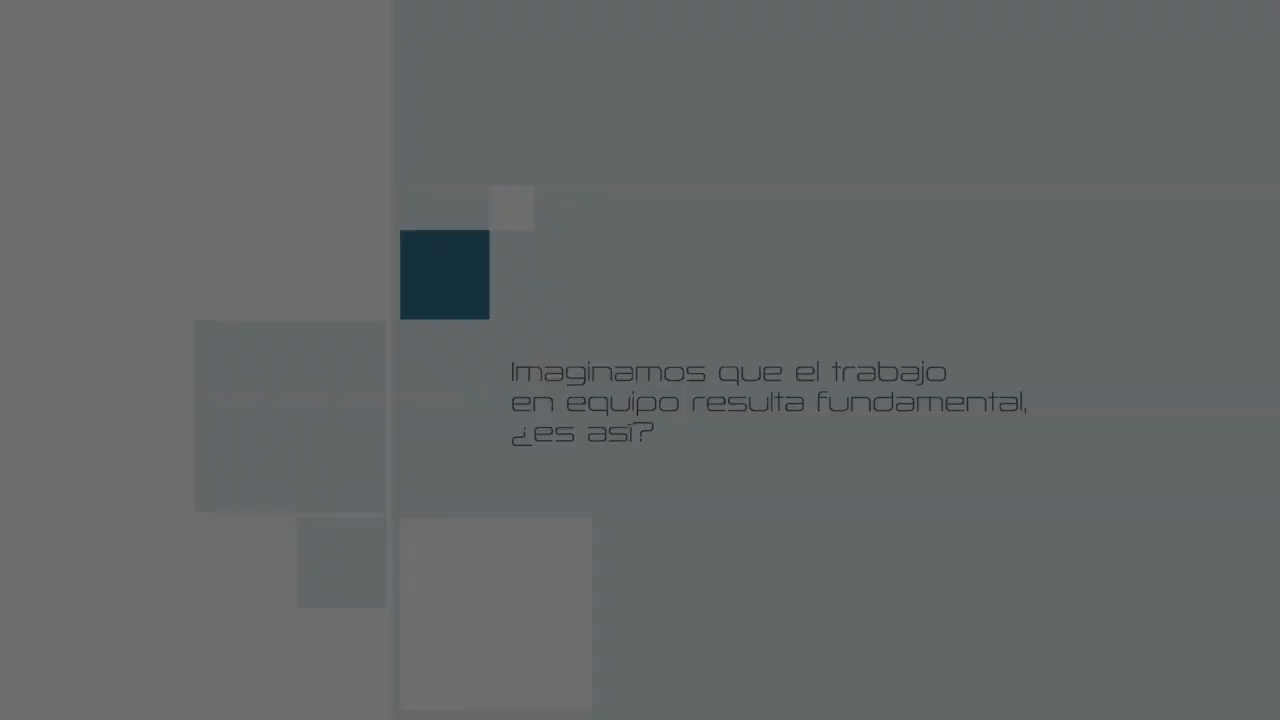 Imaginamos que el trabajo
en equipo resulta fundamental,
¿es así?